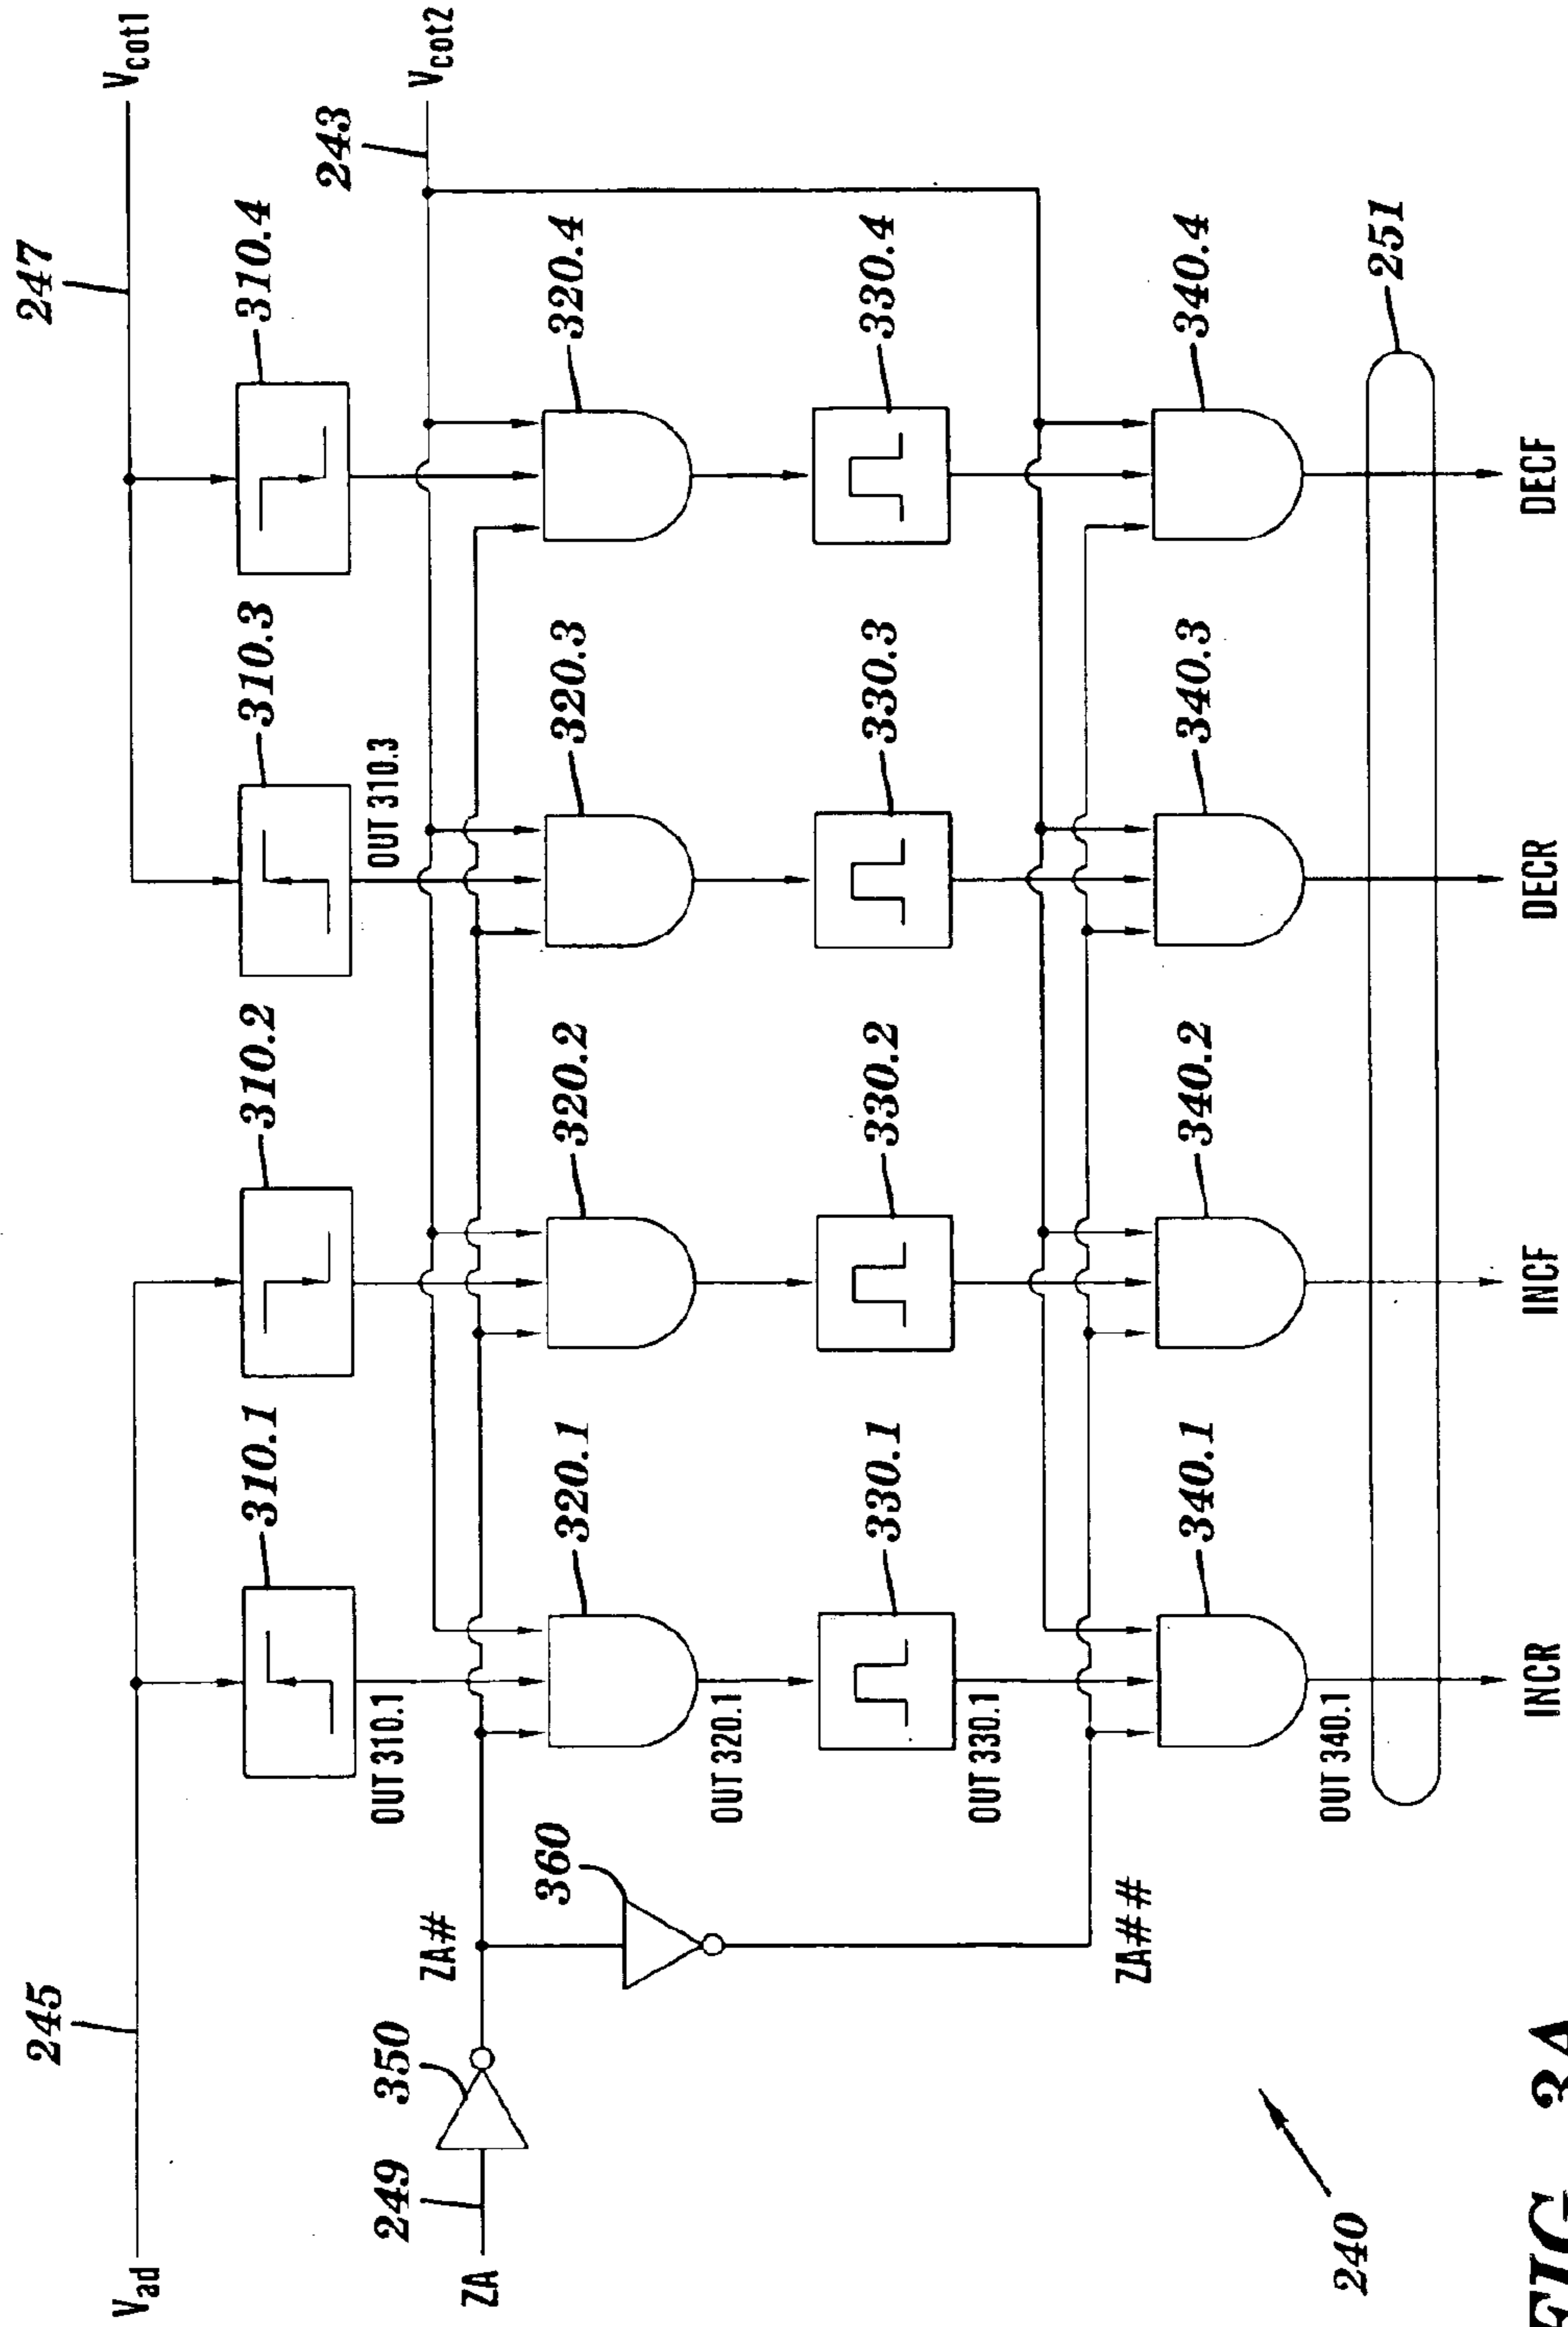 247
V_cot1
310.1
310.2
310.3
310.4
245
V_ad
243
V_cot2
OUT 310.1
OUT 310.3
ZA#
350
249
ZA
320.1
320.2
320.3
320.4
360
OUT 320.1
330.1
330.2
330.3
330.4
OUT 330.1
ZA##
340.1
340.2
340.3
340.4
OUT 340.1
251
240
INCR
INCF
DECR
DECF
FIG. 3A